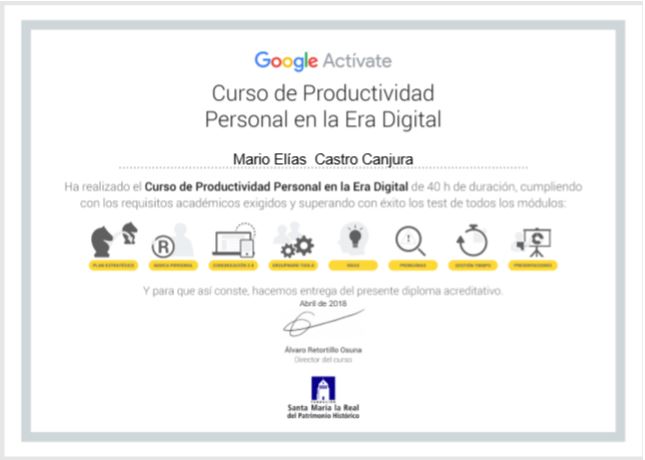 Google Actívate
Curso de Productividad
Personal en la Era Digital
Mario Elías Castro Canjura
Ha realizado el Curso de Productividad Personal en la Era Digital de 40 h de duración, cumpliendo
con los requisitos académicos exigidos y superando con éxito los test de todos los módulos:
R
PLAN ESTRATÉGICO MARCA PERSONAL COMUNICACIÓN 2.0 IDEAS PROBLEMAS GESTIÓN TIEMPO PRESENTACIONES
Y para que así conste, hacemos entrega del presente diploma acreditativo.
Abril de 2018
Álvaro Retortillo Osuna
Director del curso
FUNDACIÓN
Santa María la Real
del Patrimonio Histórico